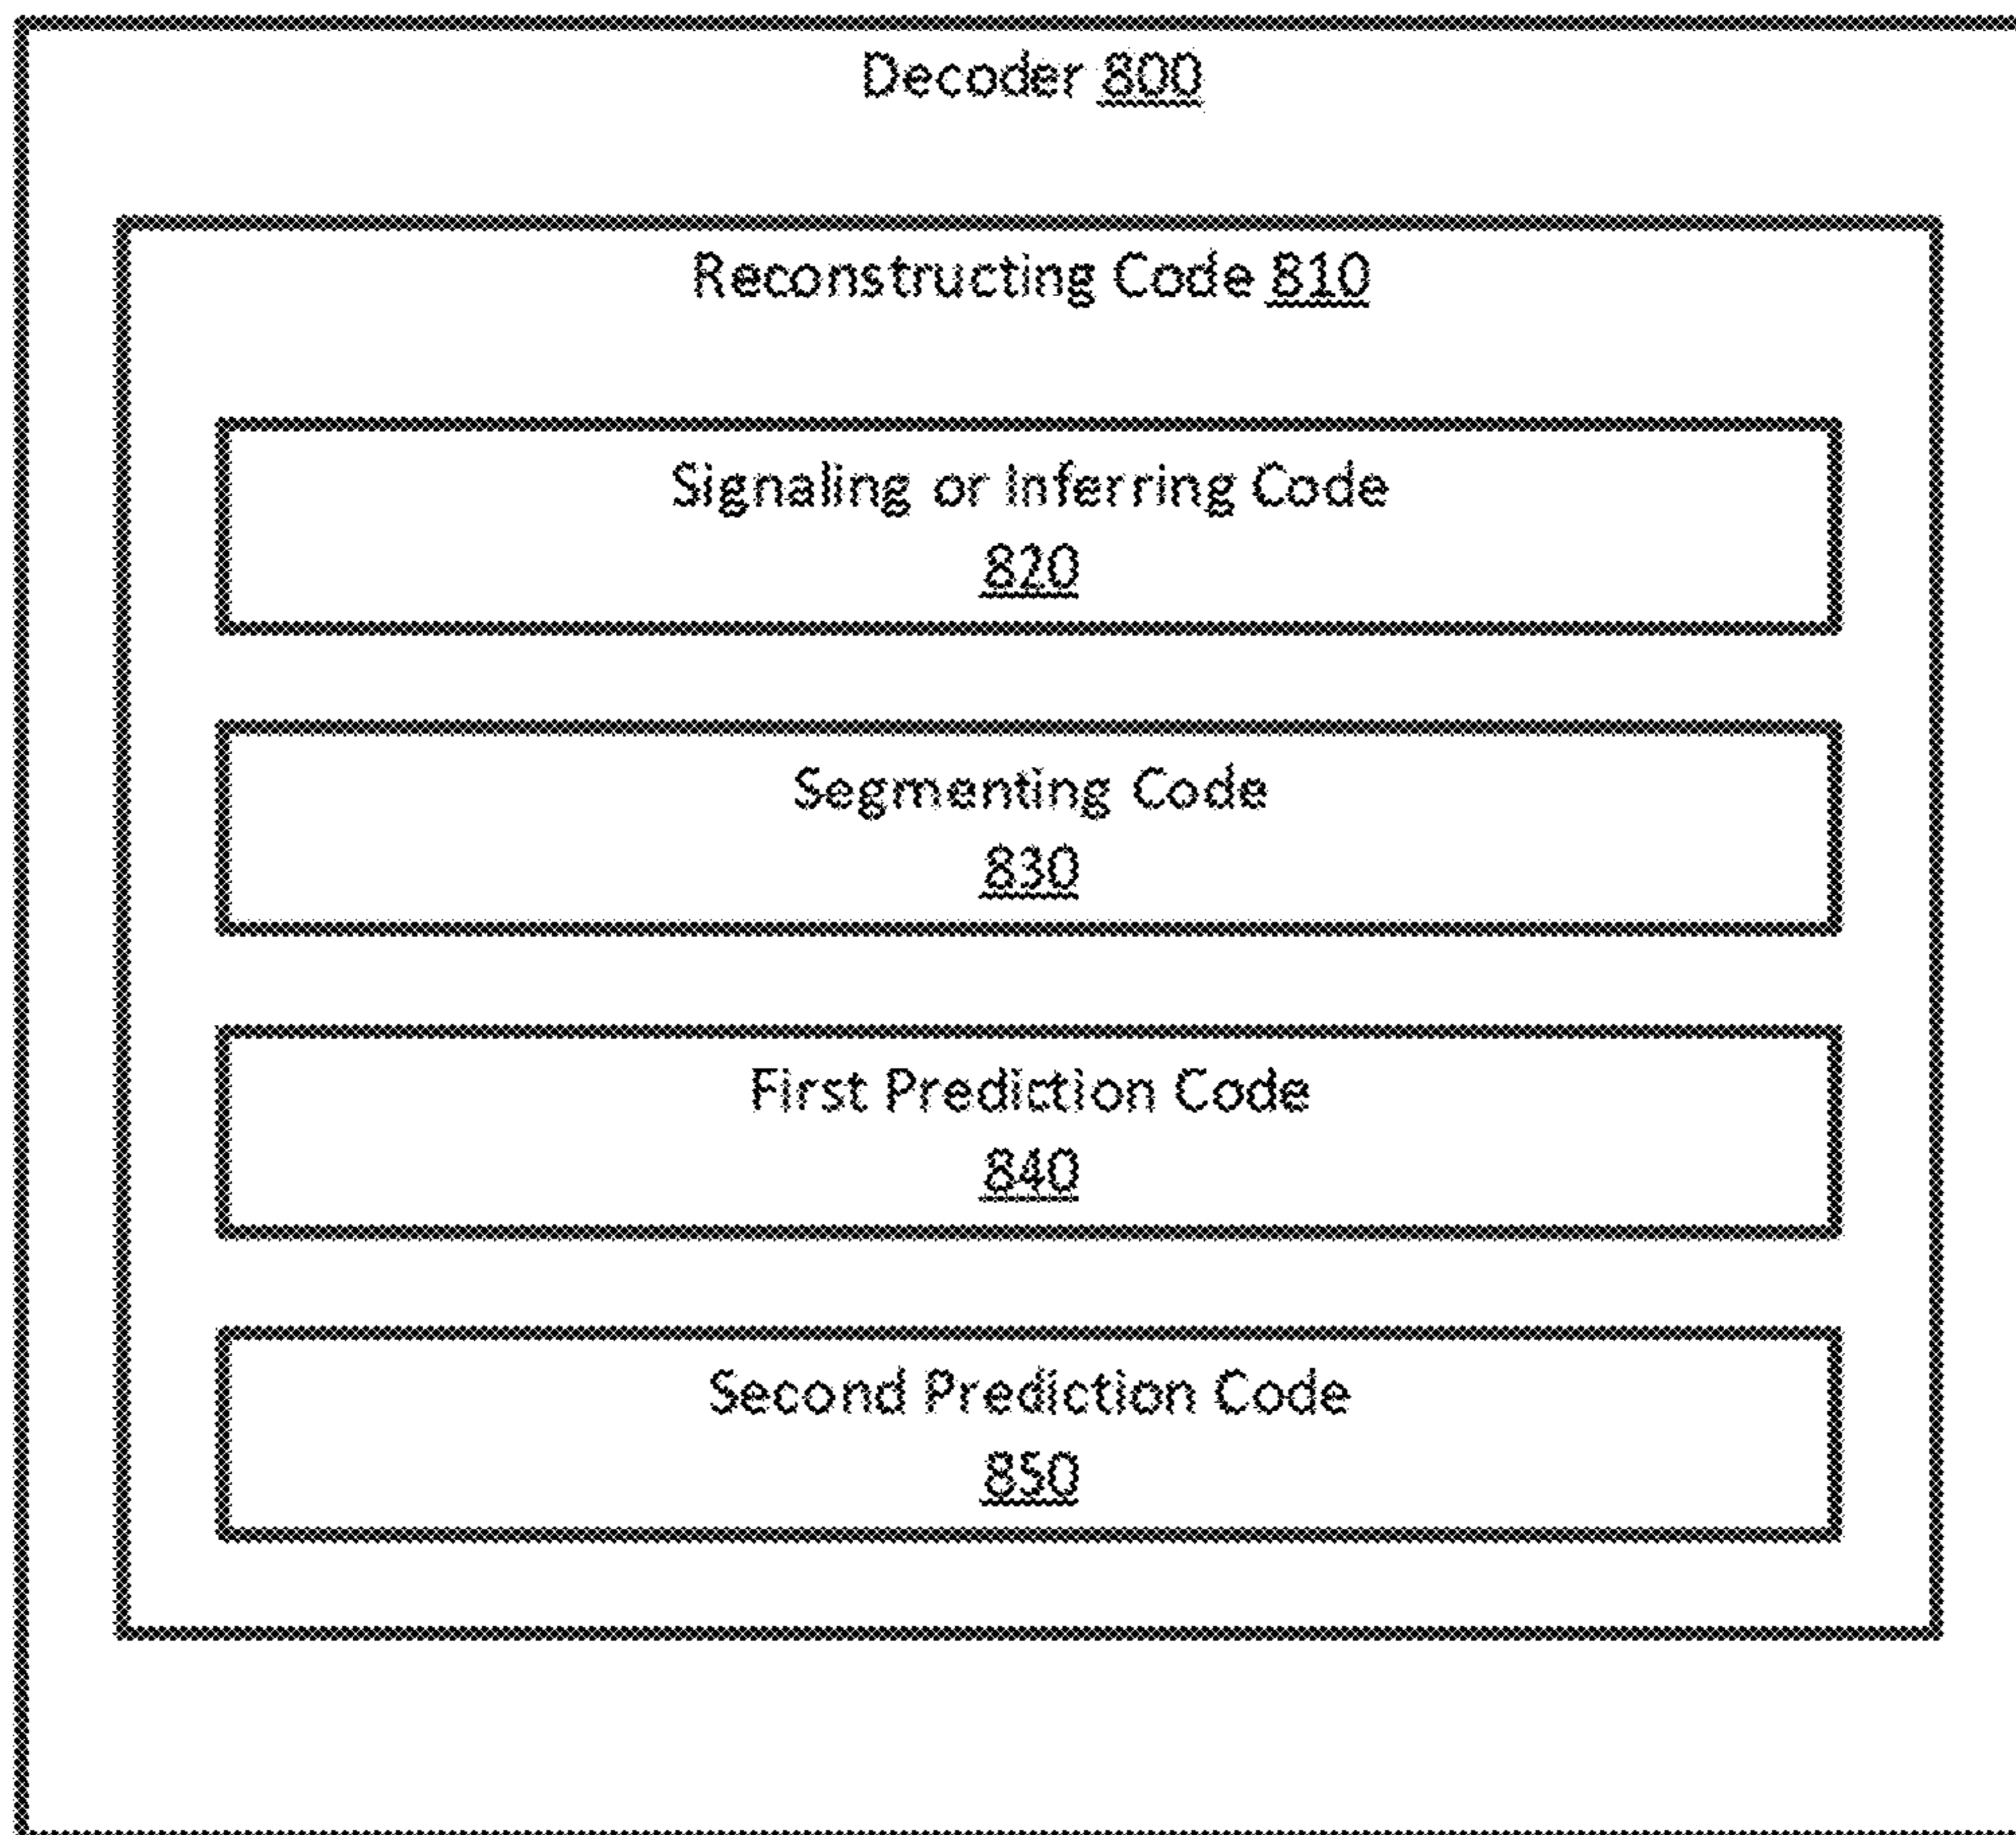 Decoder 800
Reconstructing Code 810
Signaling or Inferring Code
820
Segmenting Code
830
First Prediction Code
840
Second Prediction Code
850